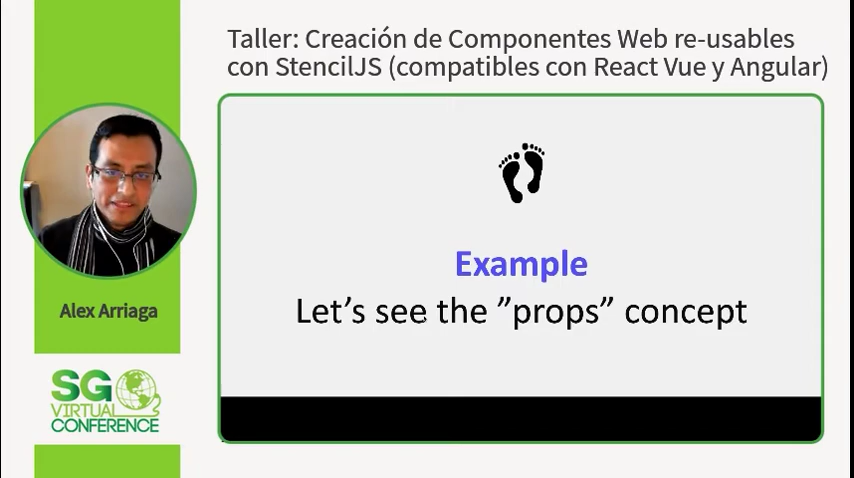 Taller: Creación de Componentes Web re-usables
con StencilJS (compatibles con React Vue y Angular)
Example
Let’s see the ”props” concept
Alex Arriaga
SG
VIRTUAL
CONFERENCE